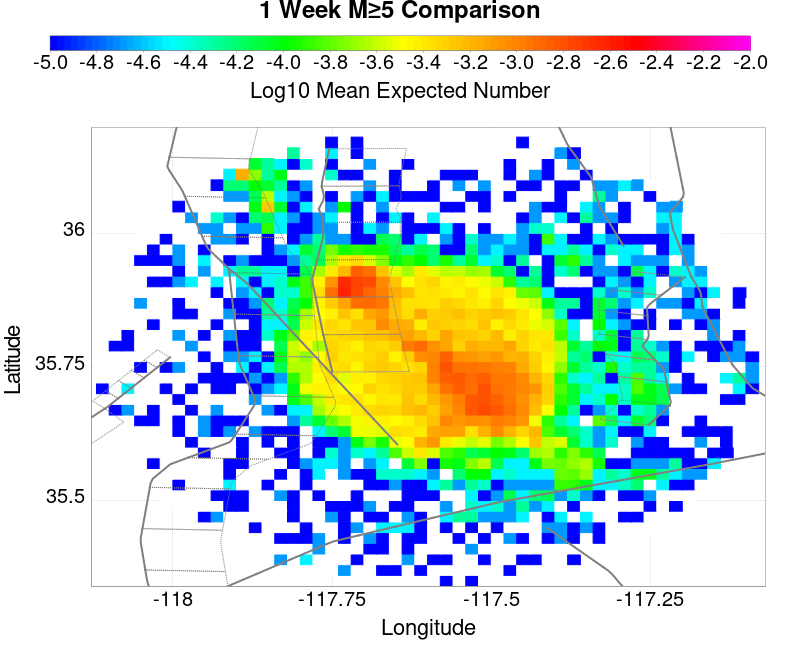 1 Week M≥5 Comparison
-5.0 -4.8 -4.6 -4.4 -4.2 -4.0 -3.8 -3.6 -3.4 -3.2 -3.0 -2.8 -2.6 -2.4 -2.2 -2.0
Log10 Mean Expected Number
36
35.75
35.5
Latitude
-118 -117.75 -117.5 -117.25
Longitude